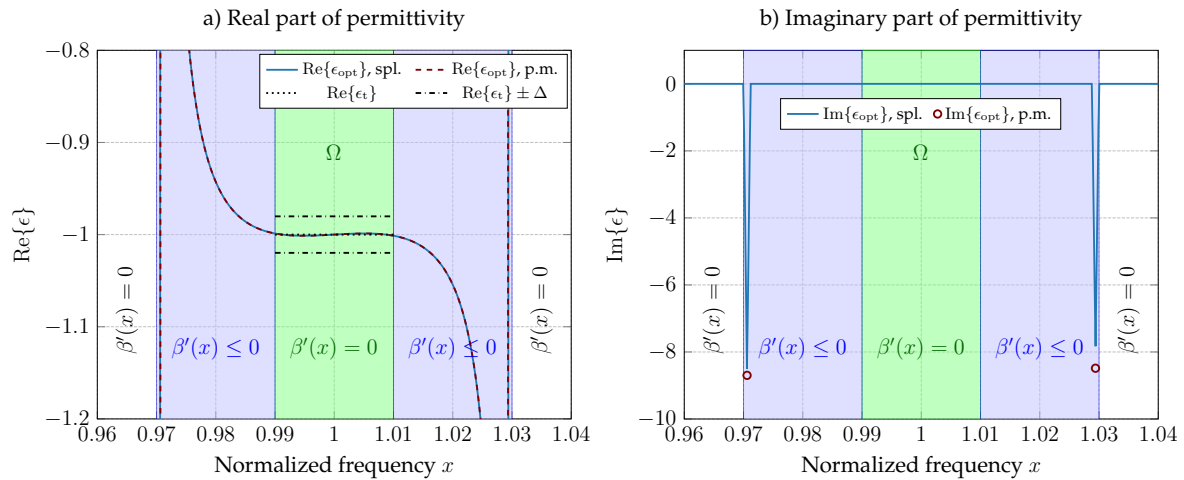 a) Real part of permittivity
−0.8
−0.9
−1
−1.1
−1.2
Re{ϵ}
Re{ϵopt}, spl.
Re{ϵopt}, p.m.
Re{ϵt}
Re{ϵt} ± Δ
Ω
β′(x) = 0
β′(x) ≤ 0
β′(x) = 0
β′(x) ≤ 0
β′(x) = 0
0.96 0.97 0.98 0.99 1 1.01 1.02 1.03 1.04
Normalized frequency x
b) Imaginary part of permittivity
0
−2
−4
−6
−8
−10
Im{ϵ}
Im{ϵopt}, spl.
Im{ϵopt}, p.m.
Ω
β′(x) = 0
β′(x) ≤ 0
β′(x) = 0
β′(x) ≤ 0
β′(x) = 0
0.96 0.97 0.98 0.99 1 1.01 1.02 1.03 1.04
Normalized frequency x